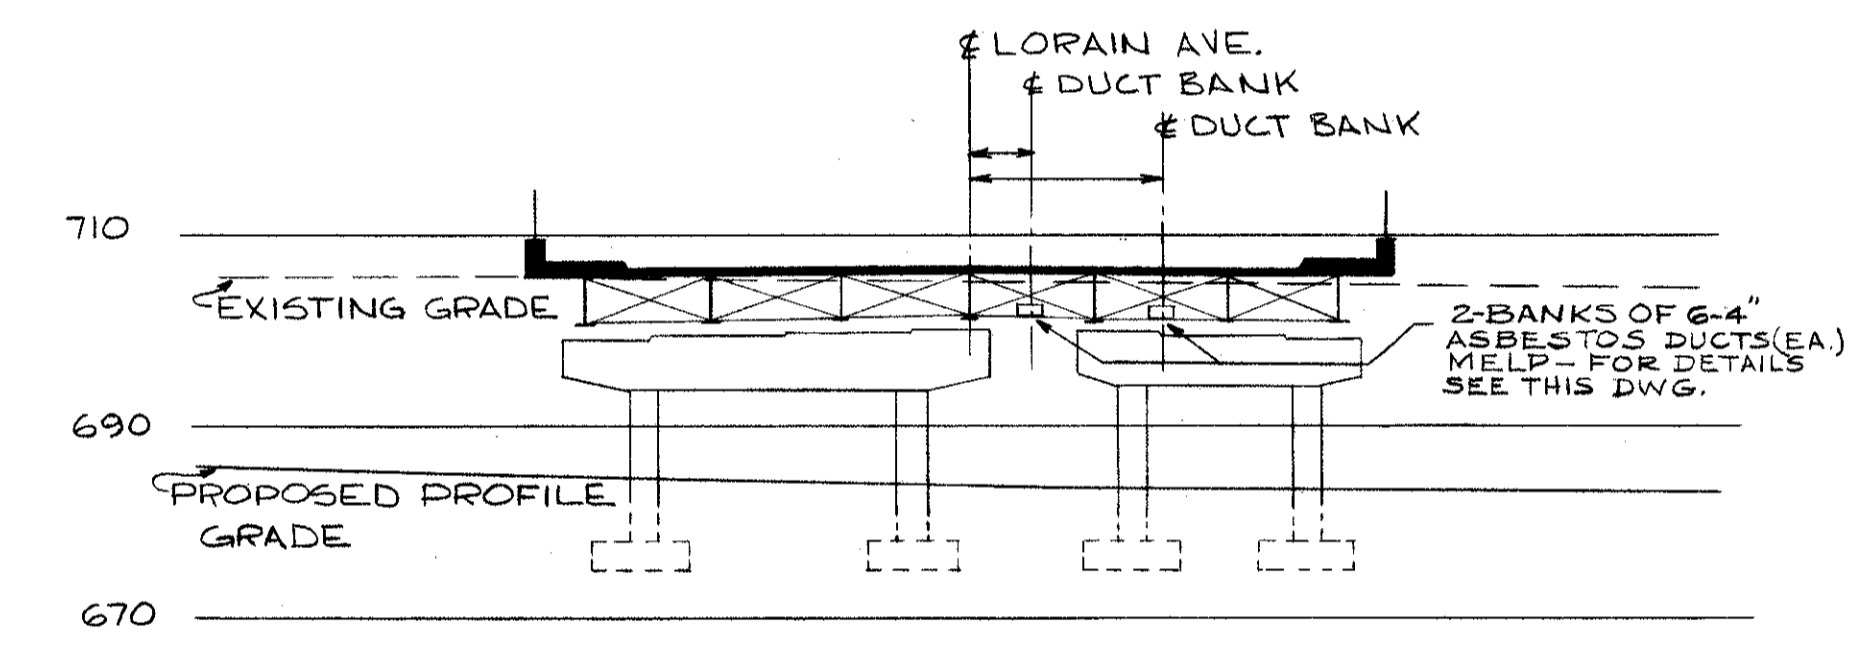 ℄ LORAIN AVE.
℄ DUCT BANK
℄ DUCT BANK
710
EXISTING GRADE
2-BANKS OF 6-4"
ASBESTOS DUCTS(EA.)
MELP- FOR DETAILS
SEE THIS DWG.
690
PROPOSED PROFILE
GRADE
670